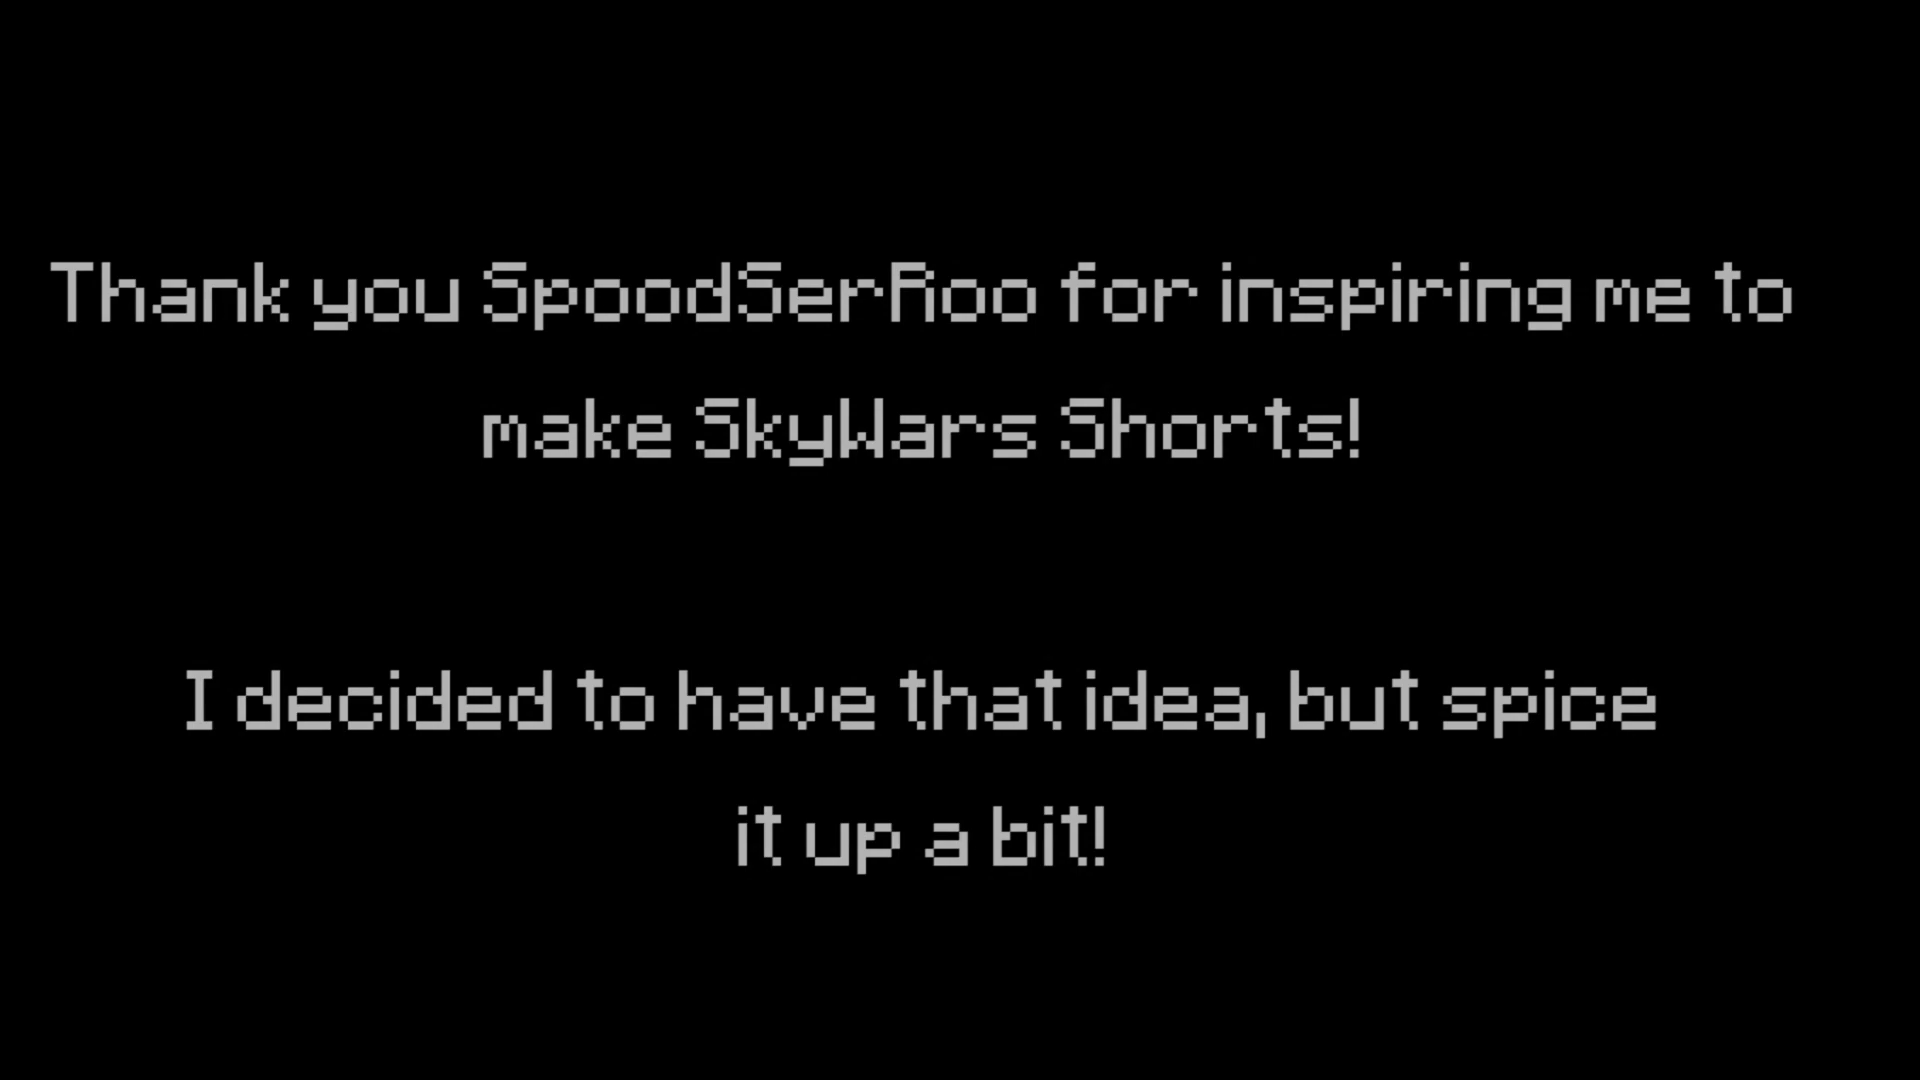 Thank you SpoodSerRoo for inspiring me to
make SkyWars Shorts!
I decided to have that idea, but spice
it up a bit!